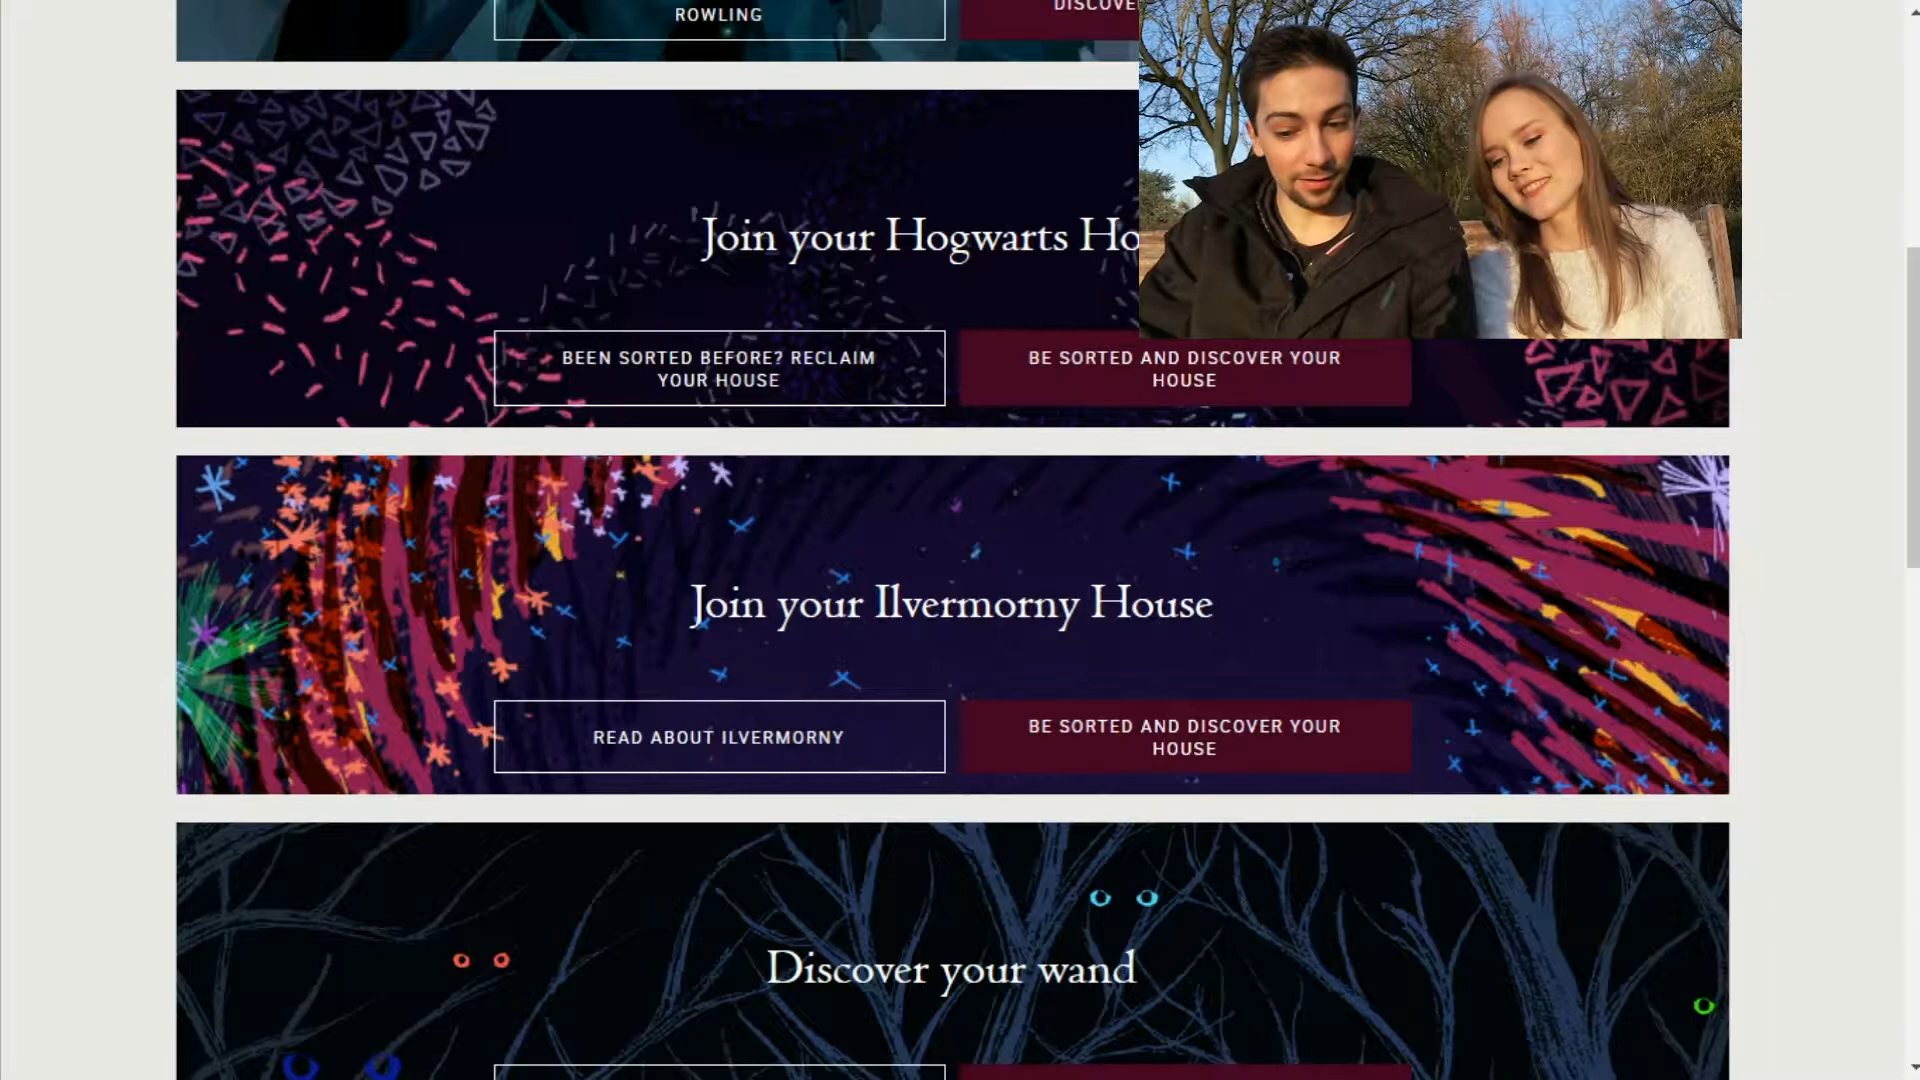 ROWLING
DISCOVE
Join your Hogwarts Ho
BEEN SORTED BEFORE? RECLAIM
YOUR HOUSE
BE SORTED AND DISCOVER YOUR
HOUSE
Join your Ilvermorny House
READ ABOUT ILVERMORNY
BE SORTED AND DISCOVER YOUR
HOUSE
Discover your wand